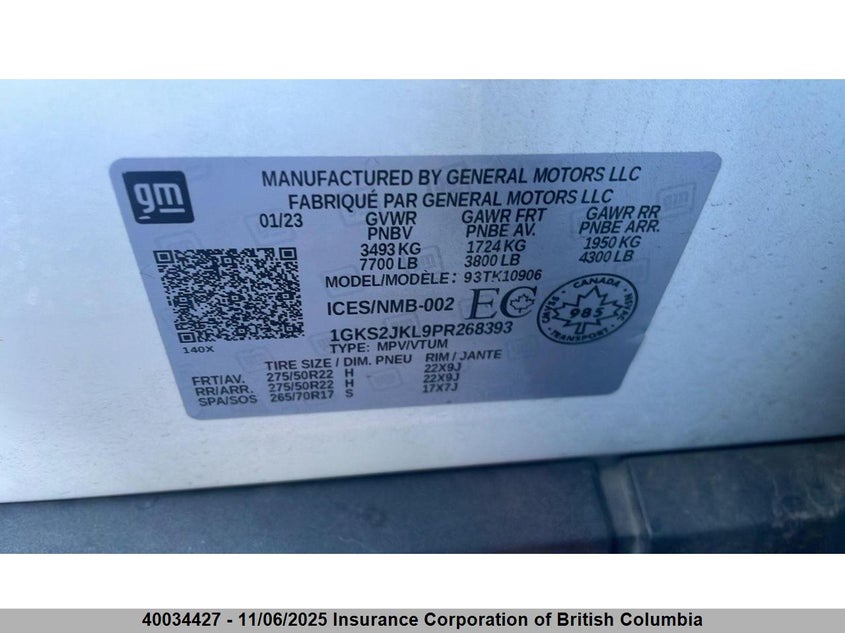 gm
MANUFACTURED BY GENERAL MOTORS LLC
FABRIQUÉ PAR GENERAL MOTORS LLC
01/23 GVWR GAWR FRT GAWR RR
PNBV PNBE AV. PNBE ARR.
3493 KG 1724 KG 1950 KG
7700 LB 3800 LB 4300 LB
MODEL/MODÈLE: 93TK10906
ICES/NMB-002 EC
CANADA
985
TRANSPORT
1GKS2JKL9PR268393
140X
TYPE: MPV/VTUM
TIRE SIZE / DIM. PNEU RIM / JANTE
FRT/AV. 275/50R22 H 22X9J
RR/ARR. 275/50R22 H 22X9J
SPA/SOS 265/70R17 S 17X7J
40034427 - 11/06/2025 Insurance Corporation of British Columbia